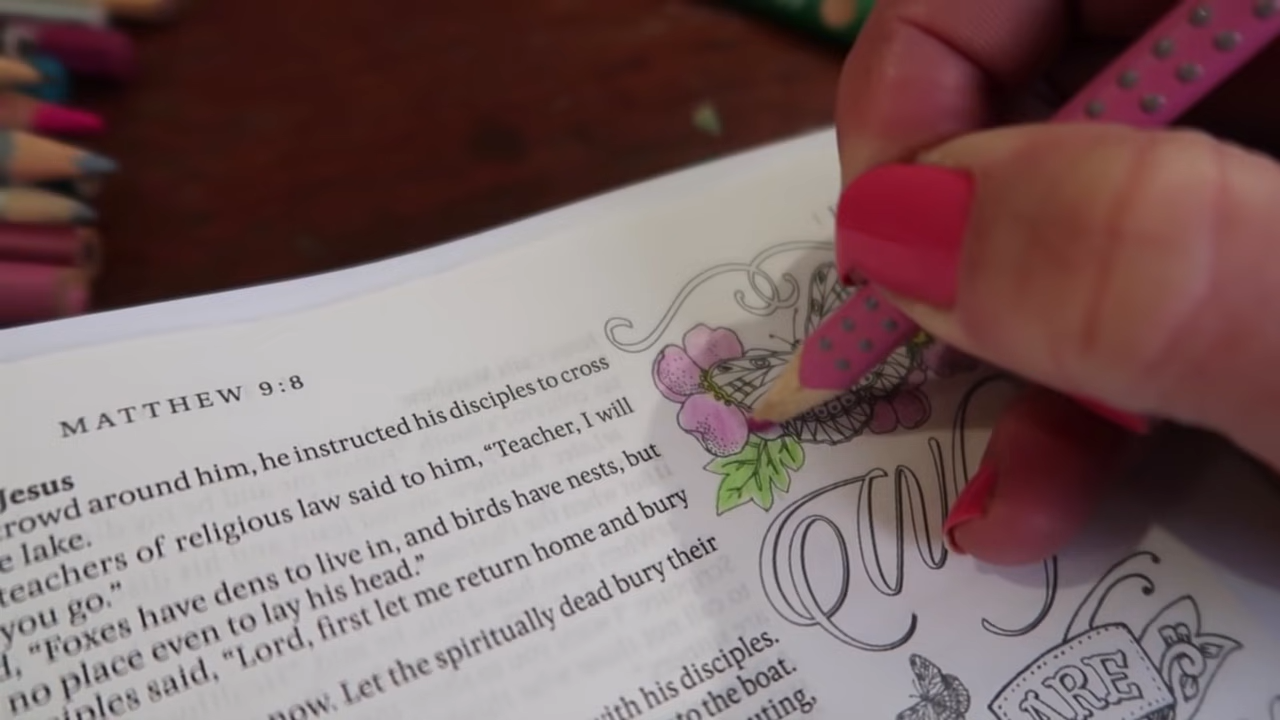 MATTHEW 9:8
Jesus
crowd around him, he instructed his disciples to cross
e lake.
teachers of religious law said to him, “Teacher, I will
you go.”
d, “Foxes have dens to live in, and birds have nests, but
no place even to lay his head.”
ciples said, “Lord, first let me return home and bury
now. Let the spiritually dead bury their
with his disciples.
to the boat.
ARE